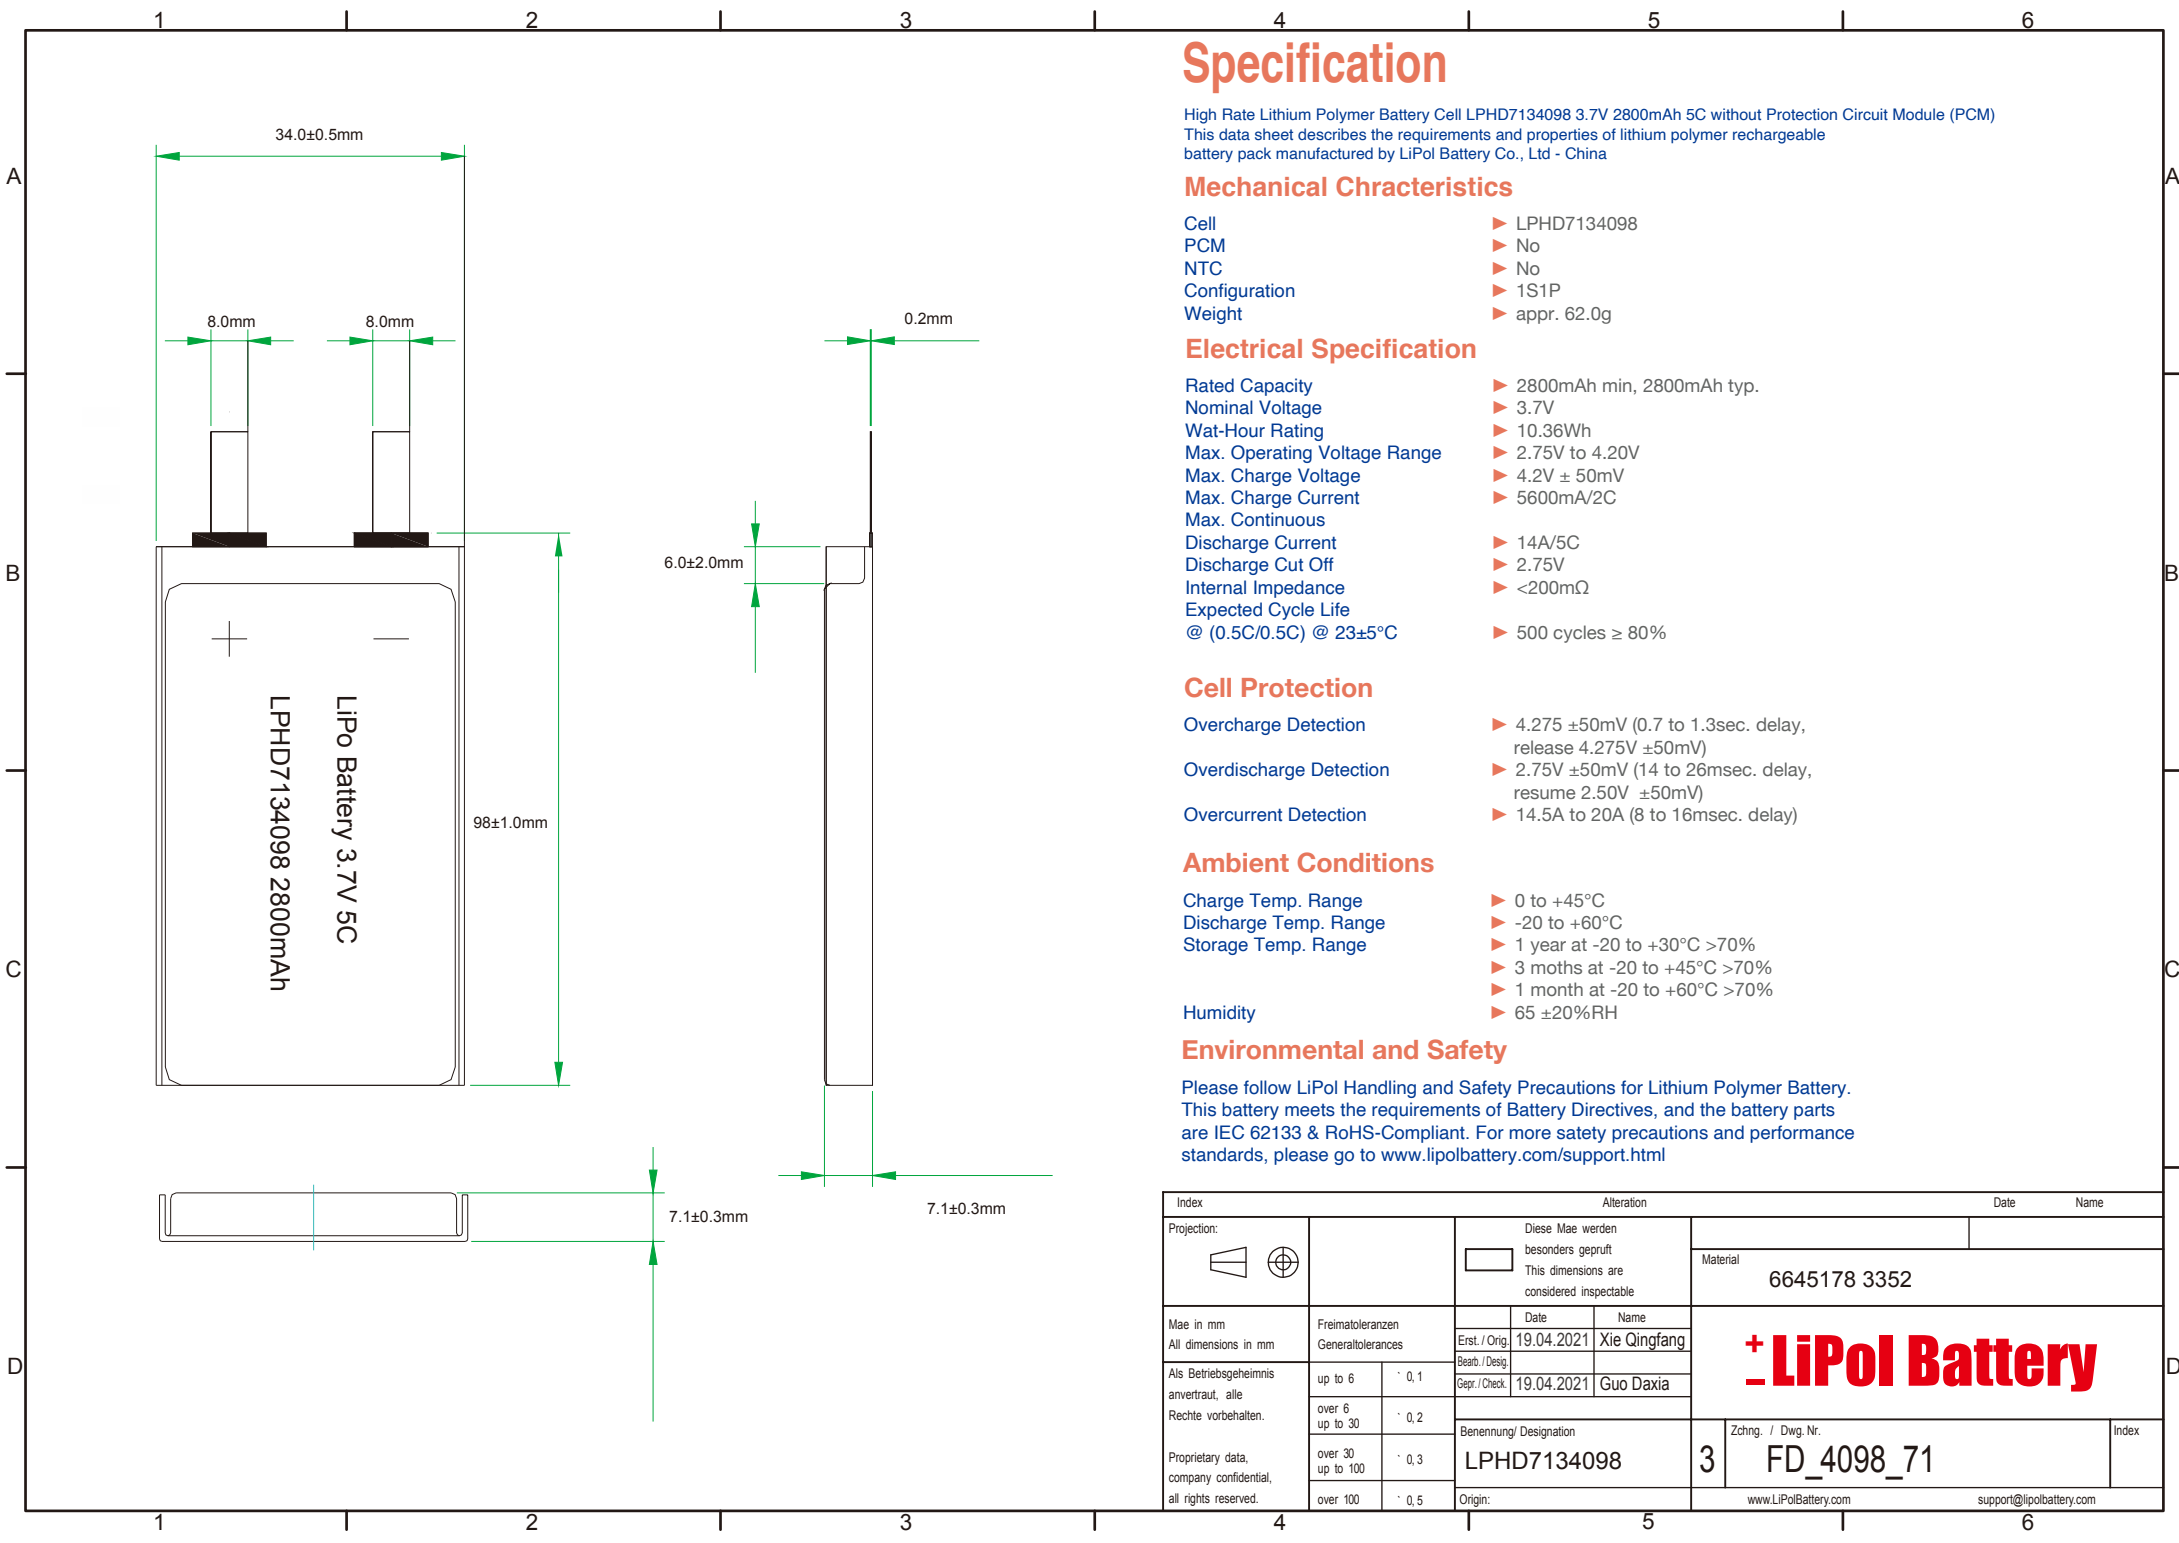 1 2 3 4 5 6
Specification
High Rate Lithium Polymer Battery Cell LPHD7134098 3.7V 2800mAh 5C without Protection Circuit Module (PCM)
This data sheet describes the requirements and properties of lithium polymer rechargeable
battery pack manufactured by LiPol Battery Co., Ltd - China
Mechanical Chracteristics
Cell LPHD7134098
PCM No
NTC No
Configuration 1S1P
Weight appr. 62.0g
Electrical Specification
Rated Capacity 2800mAh min, 2800mAh typ.
Nominal Voltage 3.7V
Wat-Hour Rating 10.36Wh
Max. Operating Voltage Range 2.75V to 4.20V
Max. Charge Voltage 4.2V ± 50mV
Max. Charge Current 5600mA/2C
Max. Continuous
Discharge Current 14A/5C
Discharge Cut Off 2.75V
Internal Impedance <200mΩ
Expected Cycle Life
@ (0.5C/0.5C) @ 23±5°C 500 cycles ≥ 80%
Cell Protection
Overcharge Detection 4.275 ±50mV (0.7 to 1.3sec. delay,
release 4.275V ±50mV)
Overdischarge Detection 2.75V ±50mV (14 to 26msec. delay,
resume 2.50V ±50mV)
Overcurrent Detection 14.5A to 20A (8 to 16msec. delay)
Ambient Conditions
Charge Temp. Range 0 to +45°C
Discharge Temp. Range -20 to +60°C
Storage Temp. Range 1 year at -20 to +30°C >70%
3 moths at -20 to +45°C >70%
1 month at -20 to +60°C >70%
Humidity 65 ±20%RH
Environmental and Safety
Please follow LiPol Handling and Safety Precautions for Lithium Polymer Battery.
This battery meets the requirements of Battery Directives, and the battery parts
are IEC 62133 & RoHS-Compliant. For more satety precautions and performance
standards, please go to www.lipolbattery.com/support.html
34.0±0.5mm
8.0mm 8.0mm
0.2mm
6.0±2.0mm
+ —
LiPo Battery 3.7V 5C
LPHD7134098 2800mAh
98±1.0mm
7.1±0.3mm
7.1±0.3mm
A A
B B
C C
D D
Index Alteration Date Name
Projection:
Diese Mae werden
besonders gepruft
This dimensions are
considered inspectable
Material
6645178 3352
Mae in mm
All dimensions in mm
Freimatoleranzen
Generaltolerances
Date Name
Erst. / Orig. 19.04.2021 Xie Qingfang
Bearb. / Desig.
Gepr. / Check. 19.04.2021 Guo Daxia
Als Betriebsgeheimnis
anvertraut, alle
Rechte vorbehalten.
Proprietary data,
company confidential,
all rights reserved.
up to 6 ` 0, 1
over 6
up to 30 ` 0, 2
over 30
up to 100 ` 0, 3
over 100 ` 0, 5
+ – LiPol Battery
Benennung/ Designation
LPHD7134098
Origin:
3
Zchng. / Dwg. Nr.
FD_4098_71
Index
www.LiPolBattery.com support@lipolbattery.com
1 2 3 4 5 6